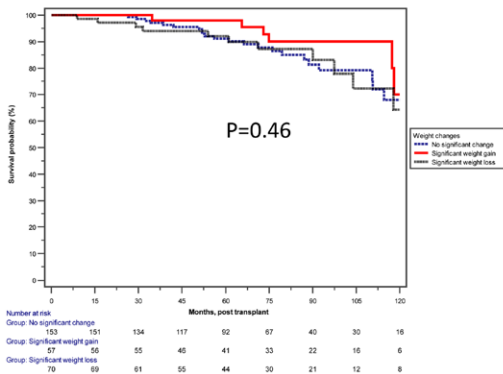 100
90
80
70
60
50
40
30
20
10
0
Survival probability (%)
P=0.46
Weight changes
No significant change
Significant weight gain
Significant weight loss
0 15 30 45 60 75 90 105 120
Months, post transplant
Number at risk
Group: No significant change
153 151 134 117 92 67 40 30 16
Group: Significant weight gain
57 56 55 46 41 33 22 16 6
Group: Significant weight loss
70 69 61 55 44 30 21 12 8